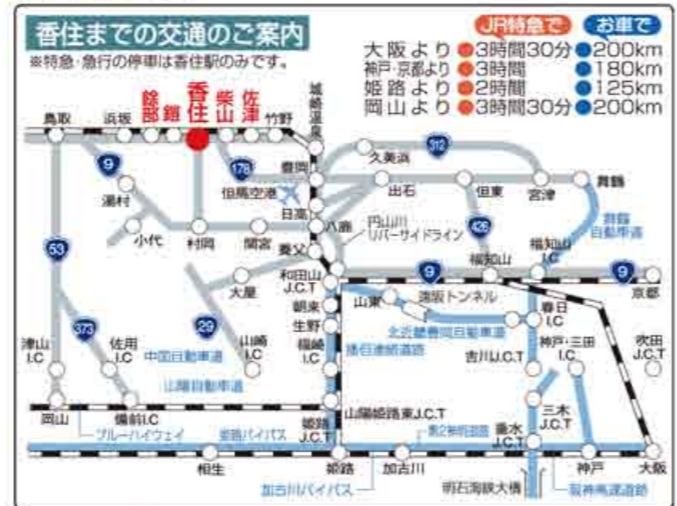 香住までの交通のご案内
※特急・急行の停車は香住駅のみです。
JR特急で お車で
大阪より 3時間30分 200km
神戸・京都より 3時間 180km
姫路より 2時間 125km
岡山より 3時間30分 200km
鳥取 浜坂 餘部 鎧 香住 柴山 佐津 竹野 城崎温泉
312
久美浜
9 178
豊岡
湯村
但馬空港
出石 但東 宮津 舞鶴
日高
小代 村岡 関宮 八鹿
円山川
リバーサイドライン
426
舞鶴
自動車道
53
養父
福知山
福知山
I.C
大屋
和田山
J.C.T
9 9
京都
朝来
山東 遠阪トンネル
373 29
生野
北近畿豊岡自動車道
春日
I.C
津山
I.C
佐用
I.C
中国自動車道
山崎
I.C
福崎
I.C
播但連絡道路
吉川J.C.T
神戸・三田
I.C
吹田
J.C.T
山陽自動車道
岡山 備前I.C
姫路
J.C.T
山陽姫路東J.C.T
三木
J.C.T
ブルーハイウェイ 姫路バイパス
第2神明道路
垂水
J.C.T
相生 姫路 加古川 神戸 大阪
加古川バイパス 明石海峡大橋 阪神高速道路